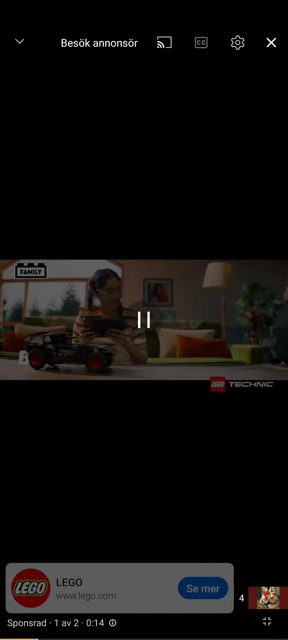 Besök annonsör
CC
FAMILY
LEGO TECHNIC
LEGO
LEGO
www.lego.com
Se mer
4
Sponsrad · 1 av 2 · 0:14